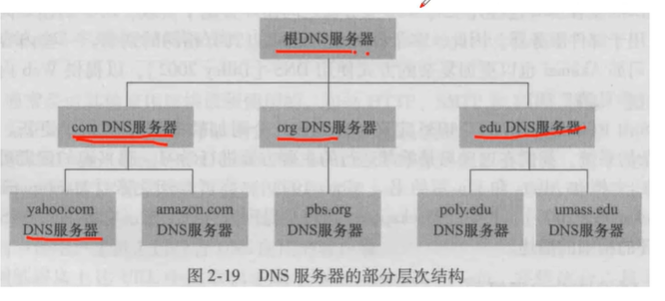 根DNS服务器
com DNS服务器
org DNS服务器
edu DNS服务器
yahoo.com
DNS服务器
amazon.com
DNS服务器
pbs.org
DNS服务器
poly.edu
DNS服务器
umass.edu
DNS服务器
图 2-19 DNS 服务器的部分层次结构